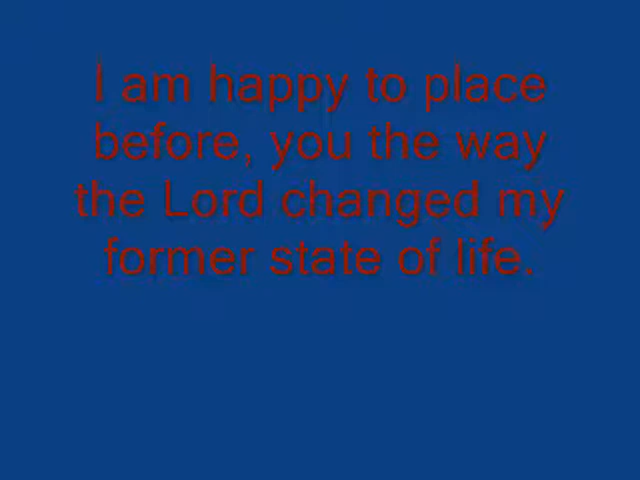 I am happy to place
before, you the way
the Lord changed my
former state of life.